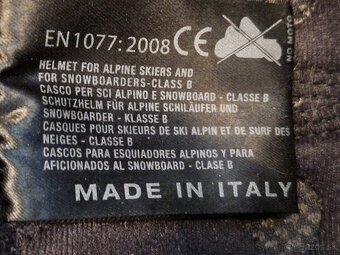 EN1077:2008 CE
NO MOTO
HELMET FOR ALPINE SKIERS AND
FOR SNOWBOARDERS-CLASS B
CASCO PER SCI ALPINO E SNOWBOARD - CLASSE B
SCHUTZHELM FÜR ALPINE SCHLÄUFER UND
SNOWBOARDER - KLASSE B
CASQUES POUR SKIEURS DE SKI ALPIN ET DE SURF DES
NEIGES - CLASSE B
CASCOS PARA ESQUIADORES ALPINOS Y PARA
AFICIONADOS AL SNOWBOARD - CLASE B
MADE IN ITALY